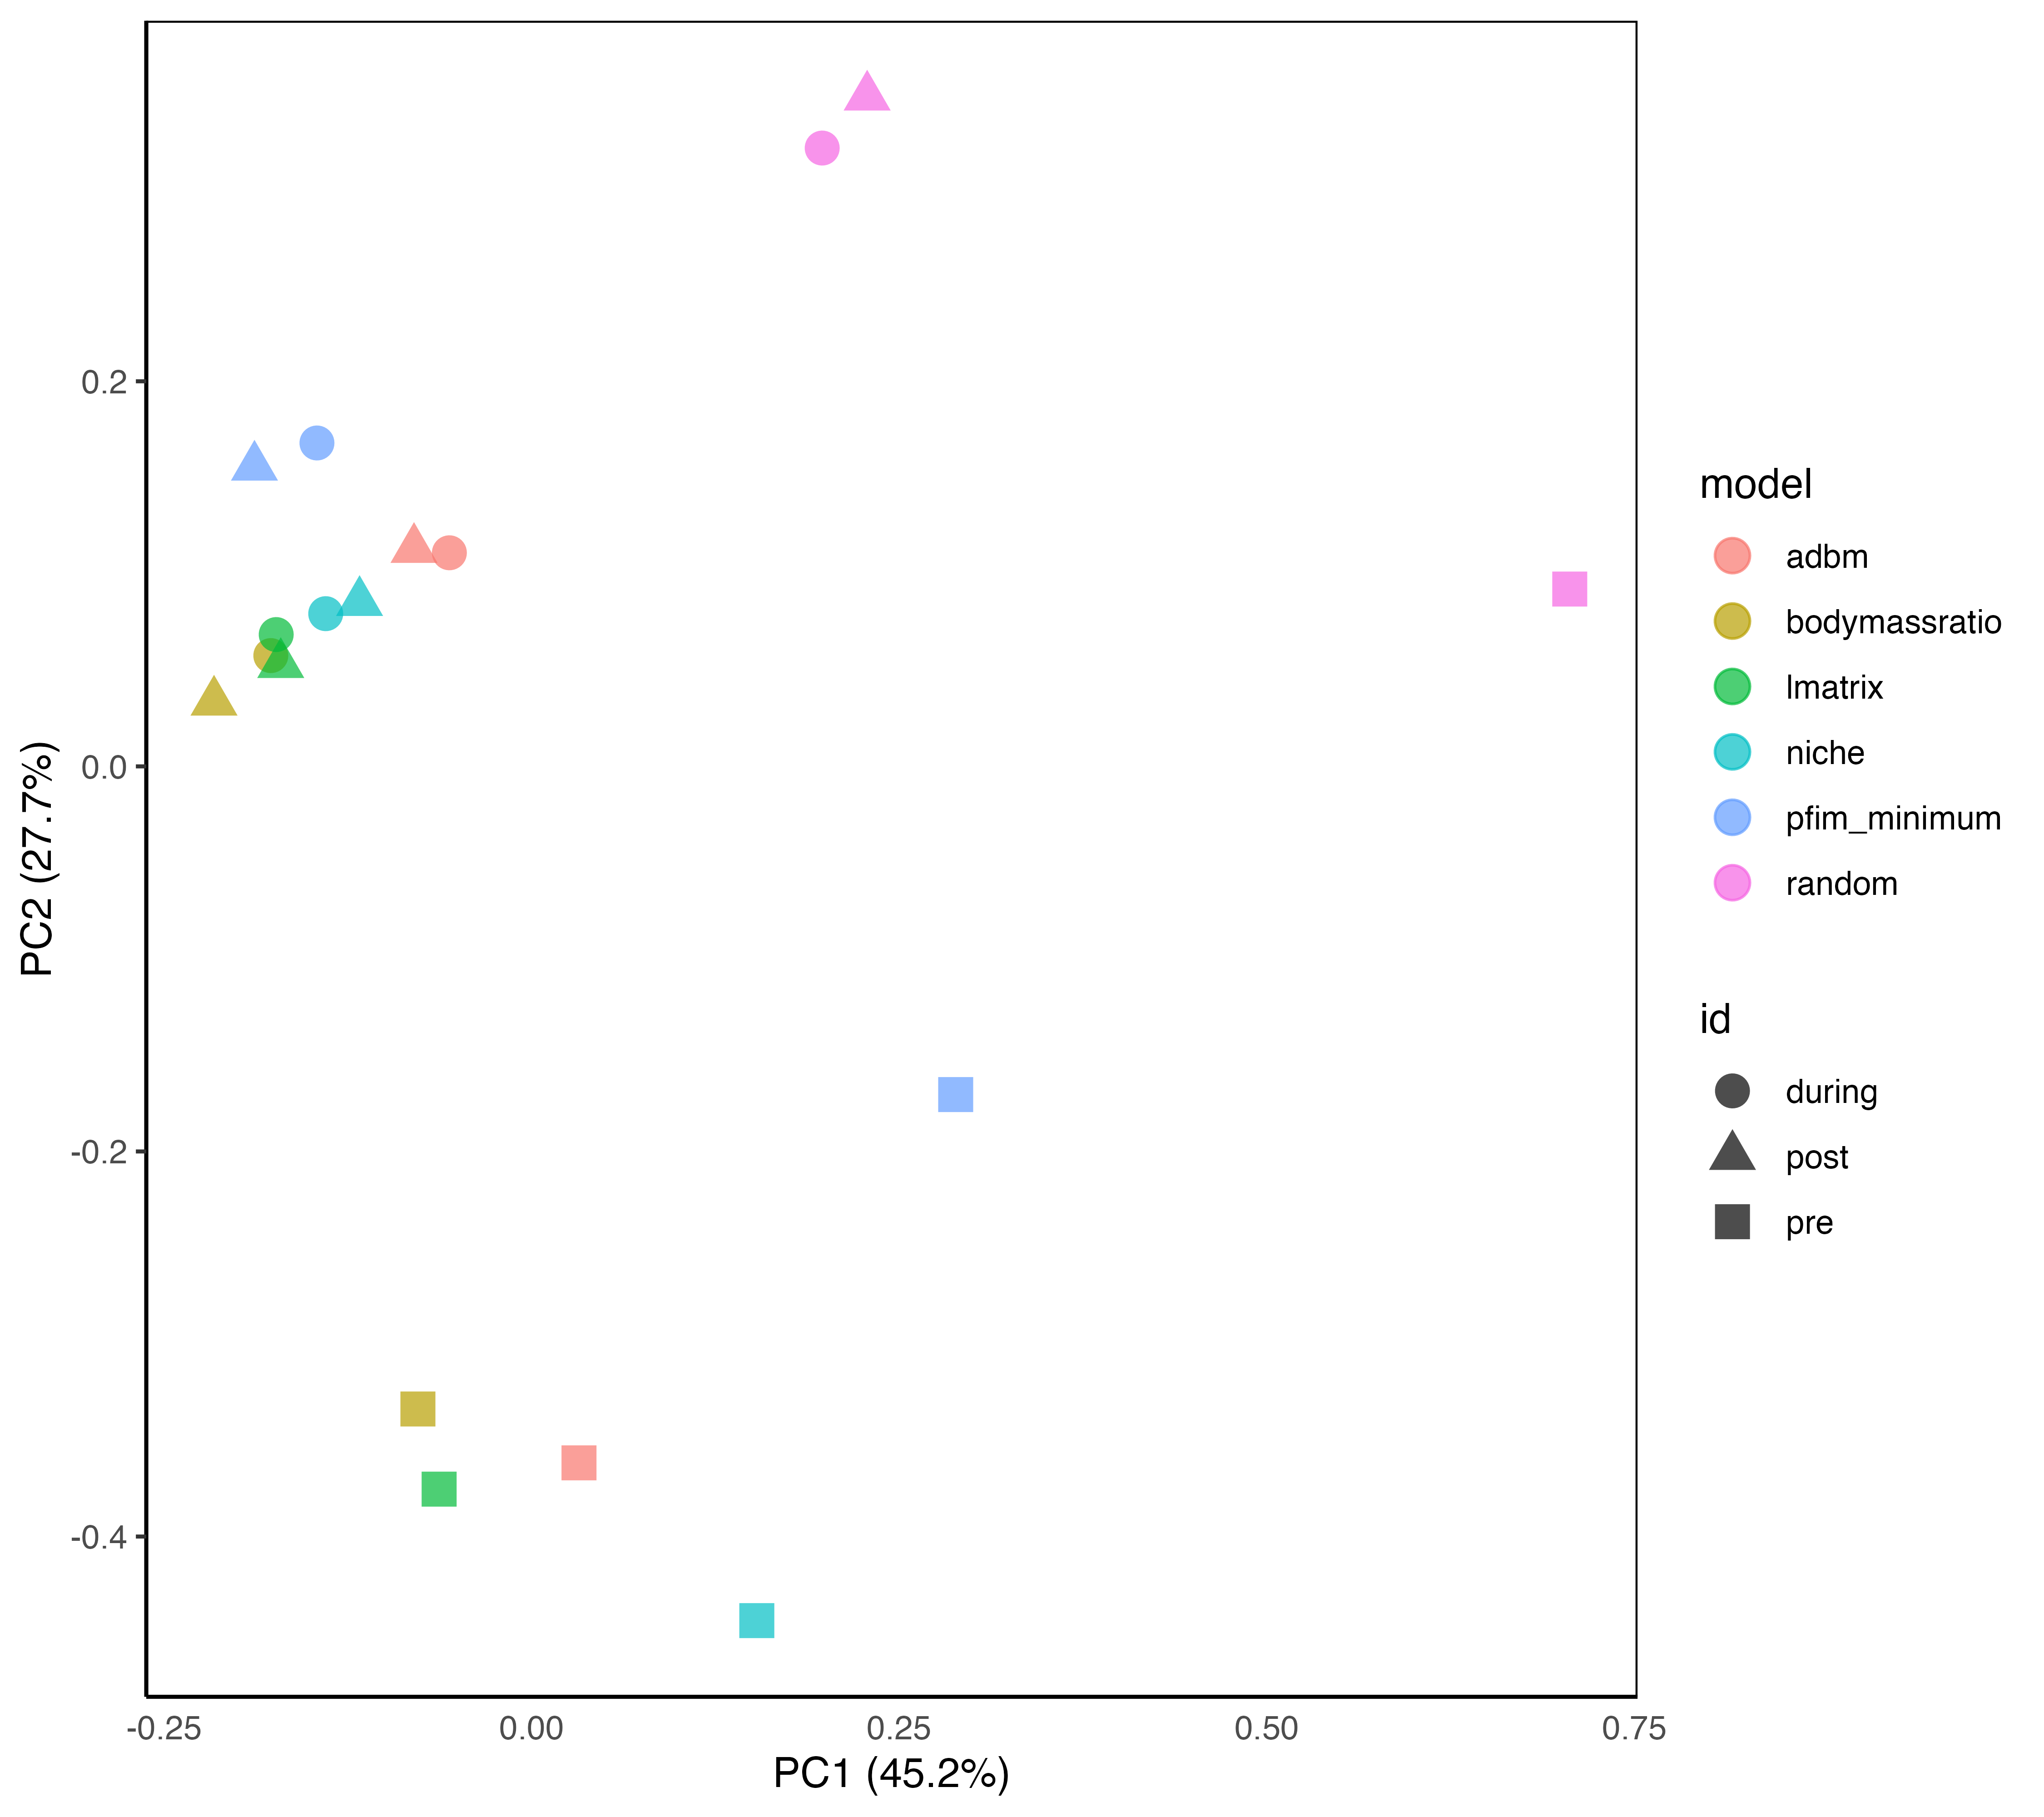 0.2
0.0
-0.2
-0.4
PC2 (27.7%)
-0.25
0.00
0.25
0.50
0.75
PC1 (45.2%)
model
adbm
bodymassratio
lmatrix
niche
pfim_minimum
random
id
during
post
pre